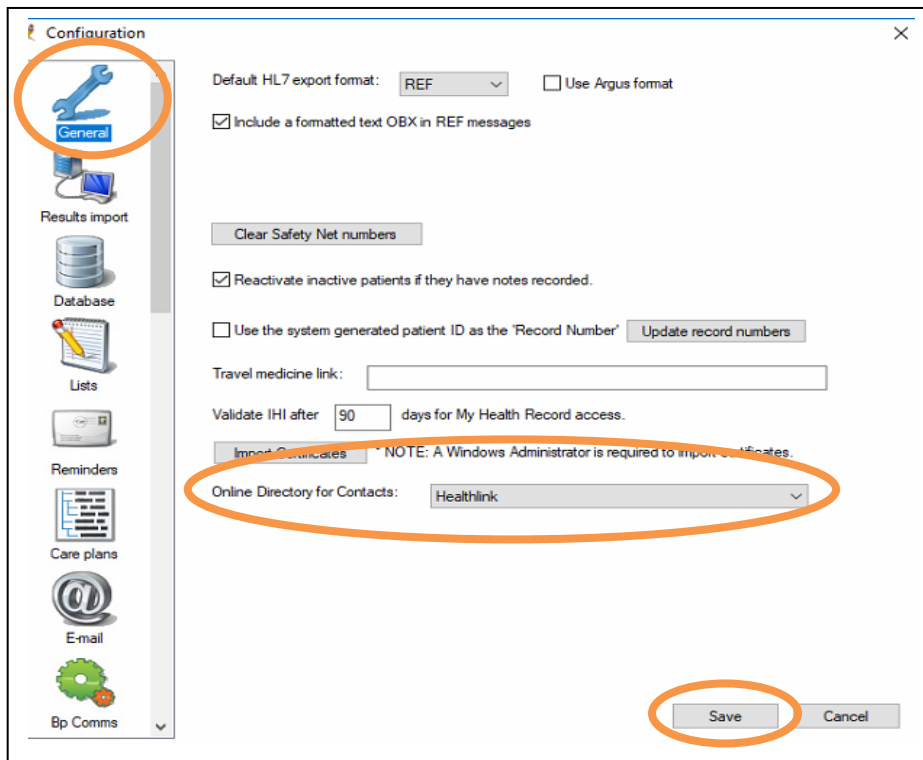 Configuration
General
Results import
Database
Lists
Reminders
Care plans
E-mail
Bp Comms
Default HL7 export format: REF Use Argus format
Include a formatted text OBX in REF messages
Clear Safety Net numbers
Reactivate inactive patients if they have notes recorded.
Use the system generated patient ID as the 'Record Number' Update record numbers
Travel medicine link:
Validate IHI after 90 days for My Health Record access.
Import Certificates * NOTE: A Windows Administrator is required to import certificates.
Online Directory for Contacts: Healthlink
Save Cancel